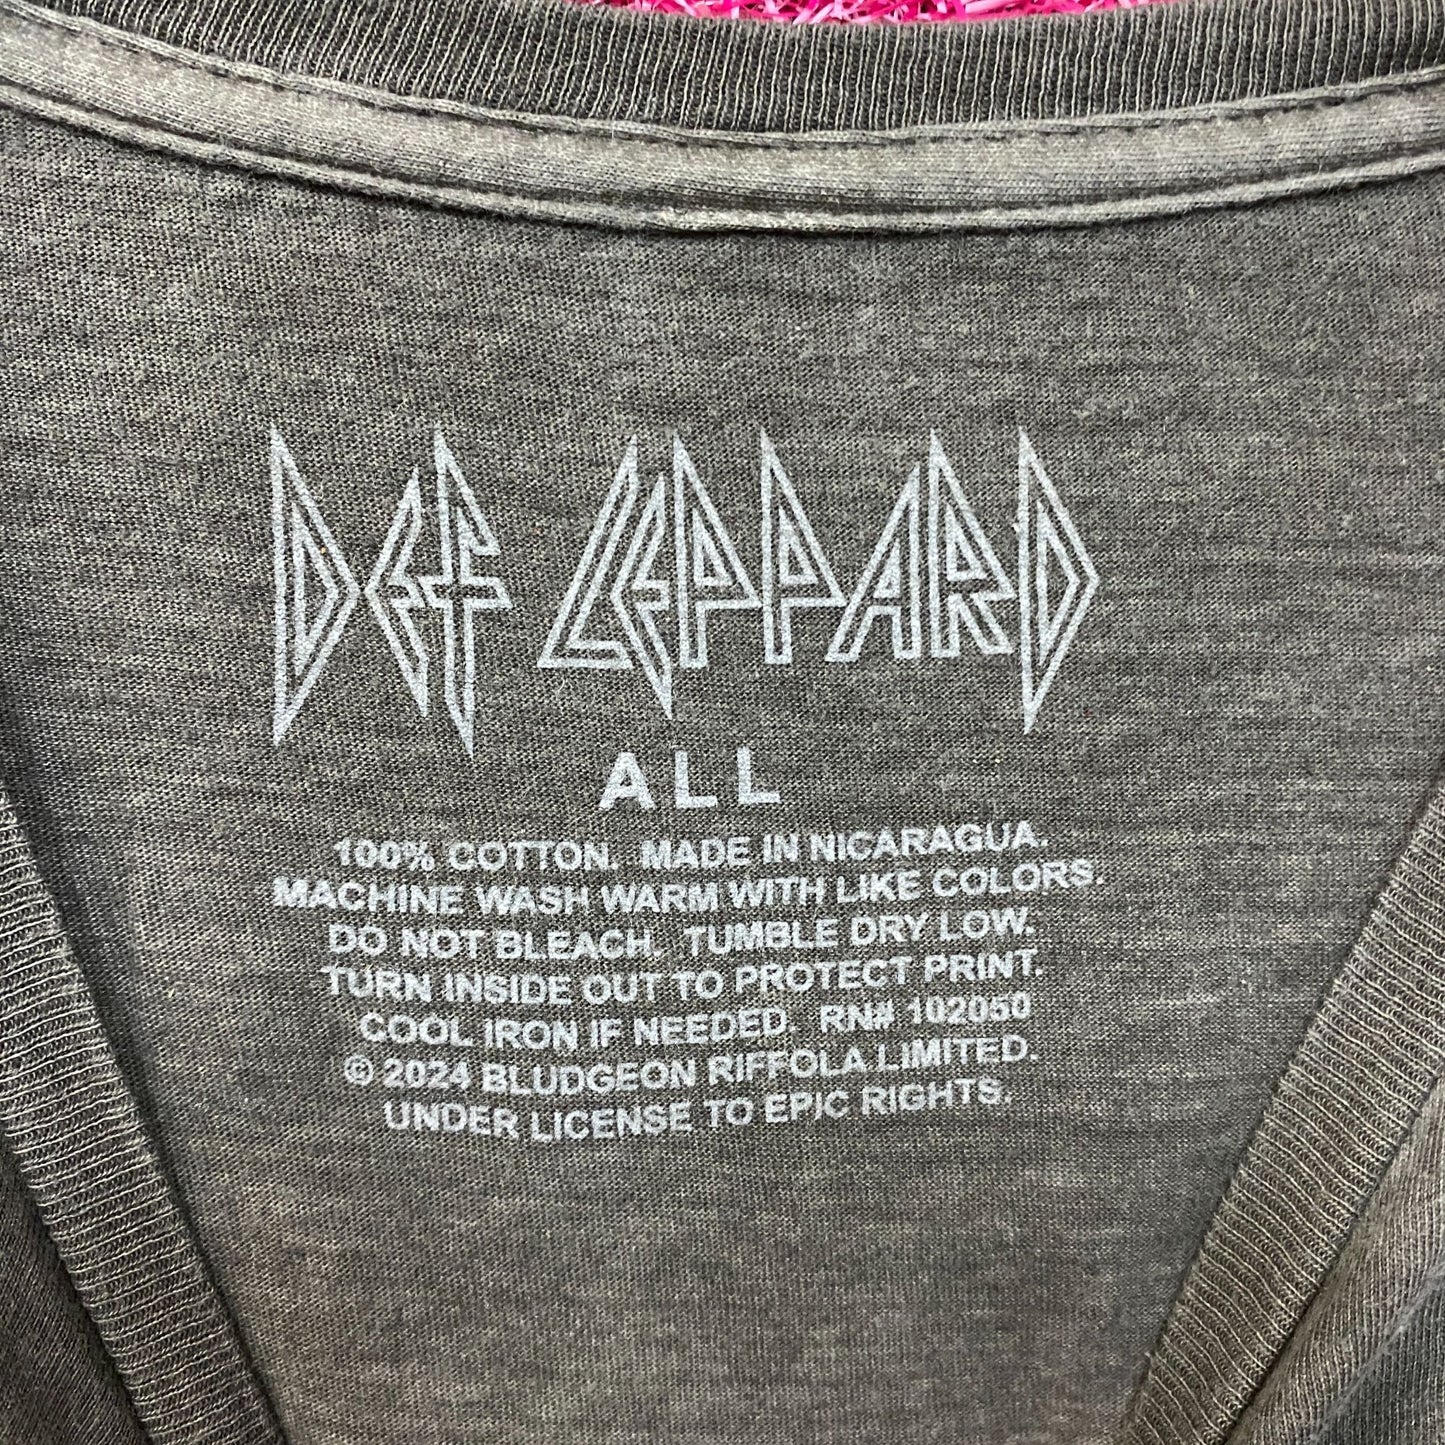 DEF LEPPARD
ALL
100% COTTON. MADE IN NICARAGUA.
MACHINE WASH WARM WITH LIKE COLORS.
DO NOT BLEACH. TUMBLE DRY LOW.
TURN INSIDE OUT TO PROTECT PRINT.
COOL IRON IF NEEDED. RN# 102050
© 2024 BLUDGEON RIFFOLA LIMITED.
UNDER LICENSE TO EPIC RIGHTS.